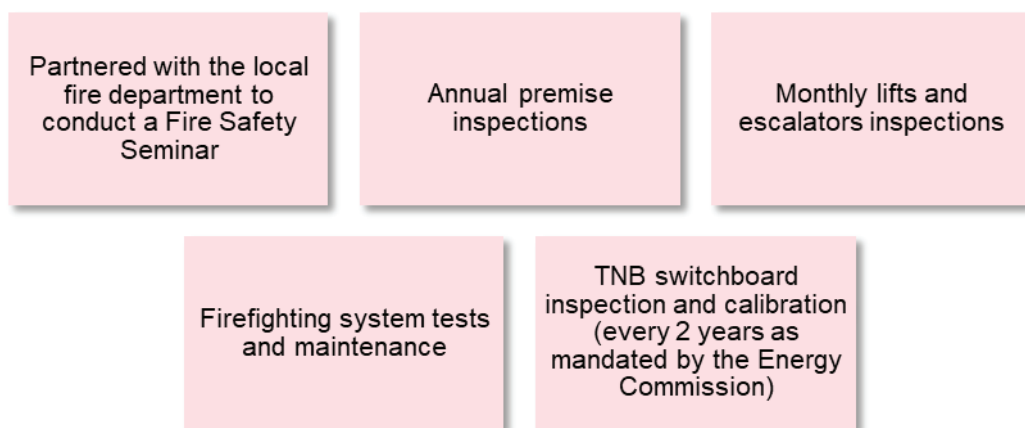 Partnered with the local
fire department to
conduct a Fire Safety
Seminar
Annual premise
inspections
Monthly lifts and
escalators inspections
Firefighting system tests
and maintenance
TNB switchboard
inspection and calibration
(every 2 years as
mandated by the Energy
Commission)